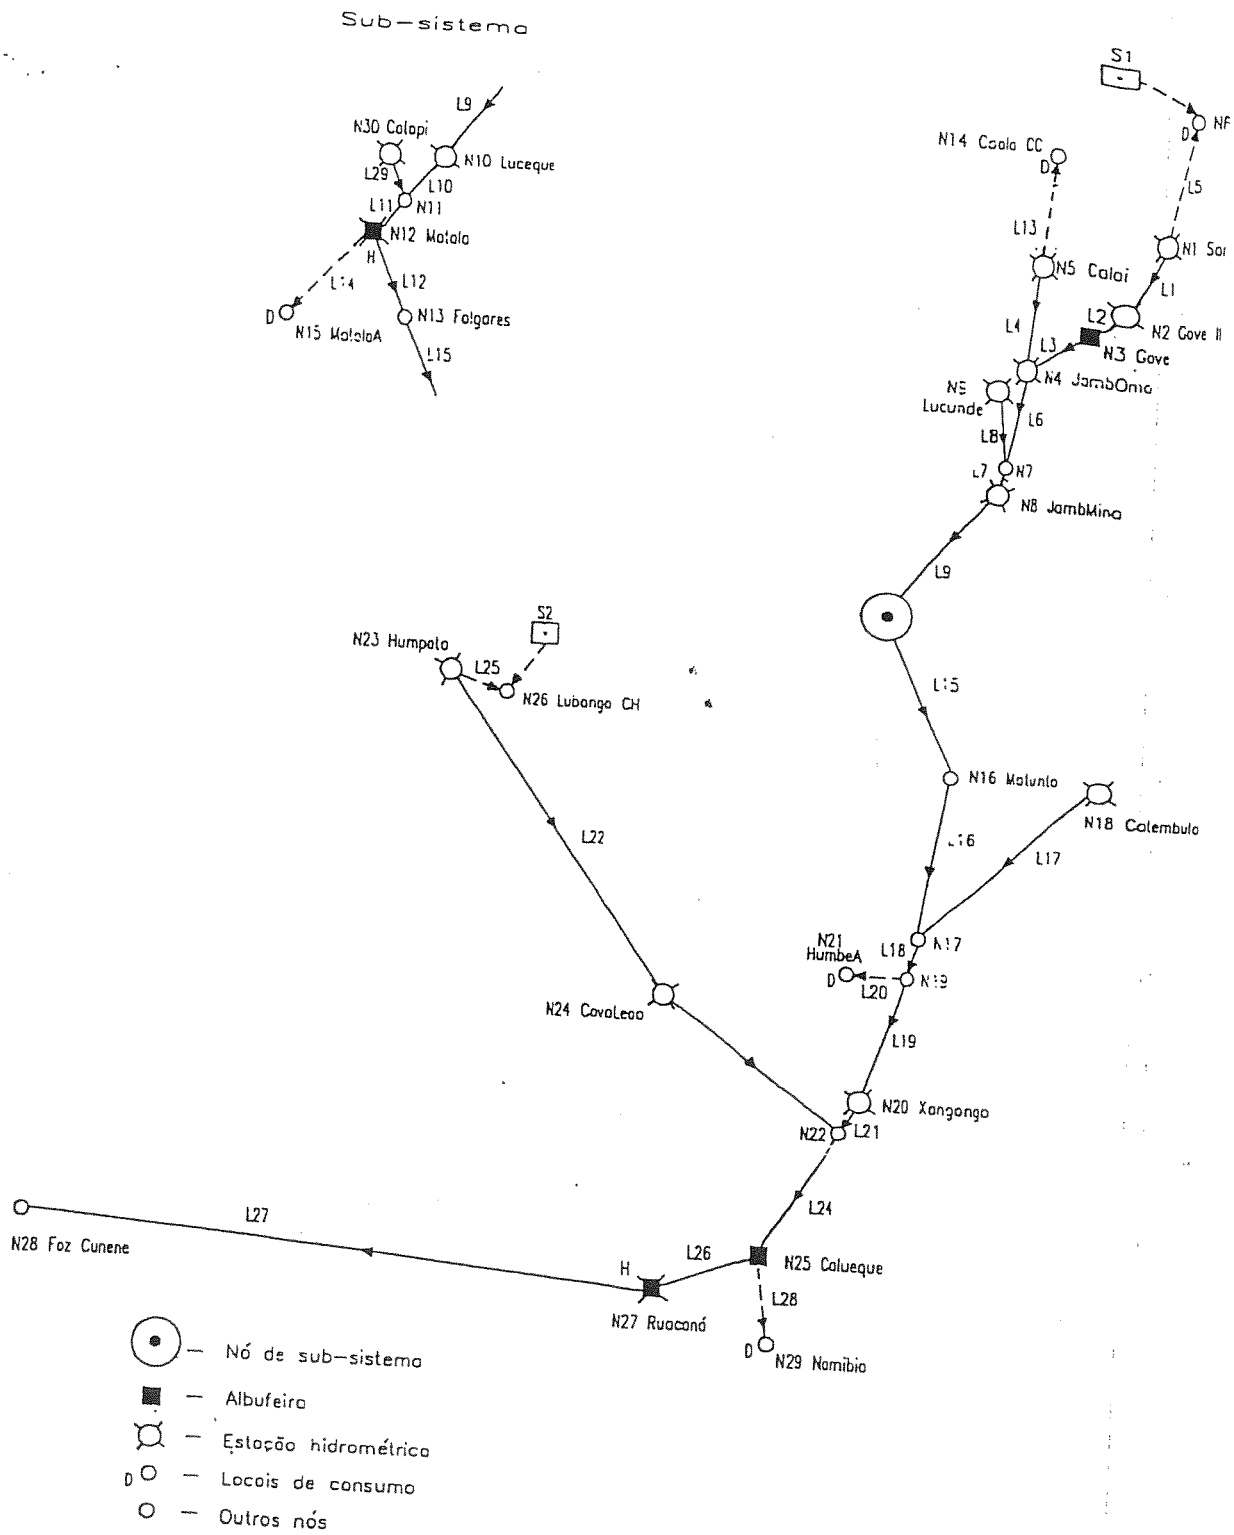 Sub-sistema
S1
L9
NF
D
N30 Calapi
N14 Caala CC
D
N10 Luceque
L29
L10
L5
L11
N11
N12 Matala
H
L13
N1
N5 Calai
L14
L12
L1
D
N13 Folgares
L2
N2 Gove II
N15 MatalaA
L4
L3
N3 Gove
L15
N4 JambOma
Lucunde
L6
L8
L7
N7
N8 JambMina
L9
S2
N23 Humpata
L25
N26 Lubango CH
L15
N16 Matunto
N18 Calembula
L16
L22
L17
N21
HumbeA
L18
N17
D
L20
N19
N24 CovaLeao
L19
N20 Xangongo
N22
L21
L24
L27
N28 Foz Cunene
L26
N25 Calueque
H
N27 Ruacaná
L28
D
N29 Namibia
— Nó de sub-sistema
— Albufeira
— Estação hidrométrica
D — Locais de consumo
— Outros nós